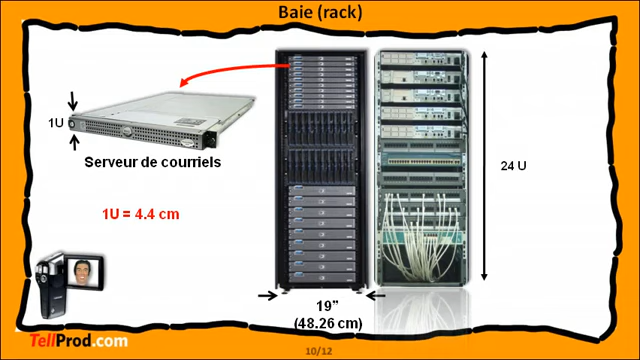 Baie (rack)
1U
Serveur de courriels
1U = 4.4 cm
24 U
19”
(48.26 cm)
TellProd.com
10/12